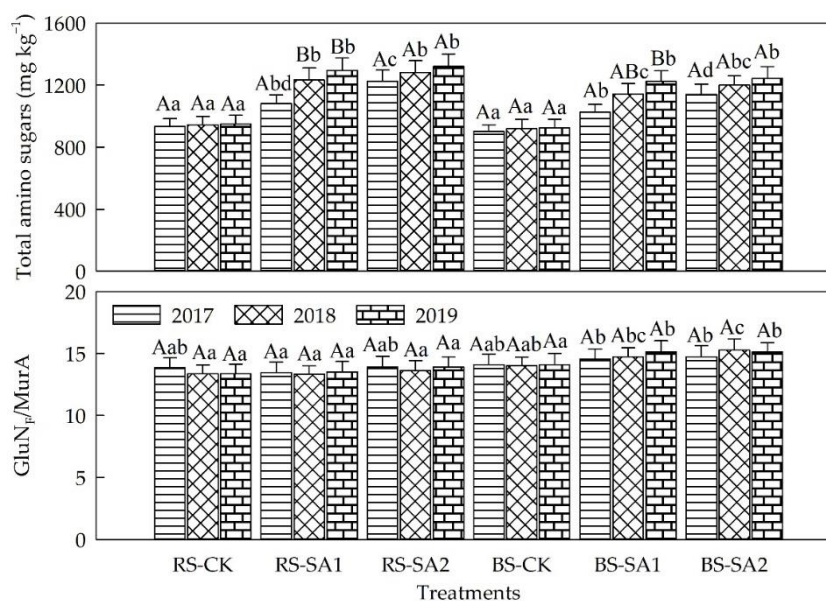 Total amino sugars (mg kg⁻¹)
1600
1200
800
400
0
Aa Aa Aa Abd Bb Bb Ac Ab Ab Aa Aa Aa Ab ABc Bb Ad Abc Ab
GluN_F/MurA
20
15
10
5
0
2017 2018 2019
Aab Aa Aa Aa Aa Aa Aab Aa Aa Aab Aab Aa Ab Abc Ab Ab Ac Ab
RS-CK RS-SA1 RS-SA2 BS-CK BS-SA1 BS-SA2
Treatments